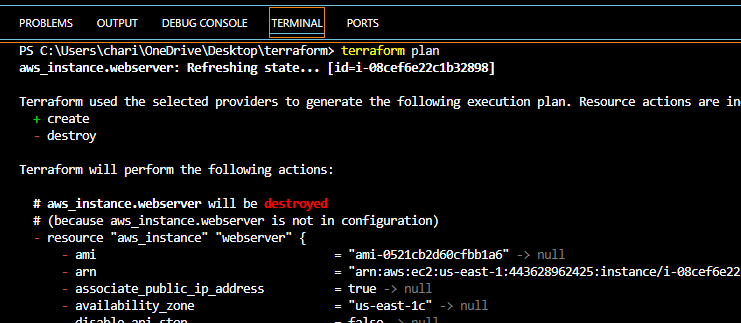 PROBLEMS OUTPUT DEBUG CONSOLE TERMINAL PORTS
PS C:\Users\chari\OneDrive\Desktop\terraform> terraform plan
aws_instance.webserver: Refreshing state... [id=i-08cef6e22c1b32898]
Terraform used the selected providers to generate the following execution plan. Resource actions are in
+ create
- destroy
Terraform will perform the following actions:
# aws_instance.webserver will be destroyed
# (because aws_instance.webserver is not in configuration)
- resource "aws_instance" "webserver" {
- ami = "ami-0521cb2d60cfbb1a6" -> null
- arn = "arn:aws:ec2:us-east-1:443628962425:instance/i-08cef6e22
- associate_public_ip_address = true -> null
- availability_zone = "us-east-1c" -> null
- disable_api_stop = false -> null